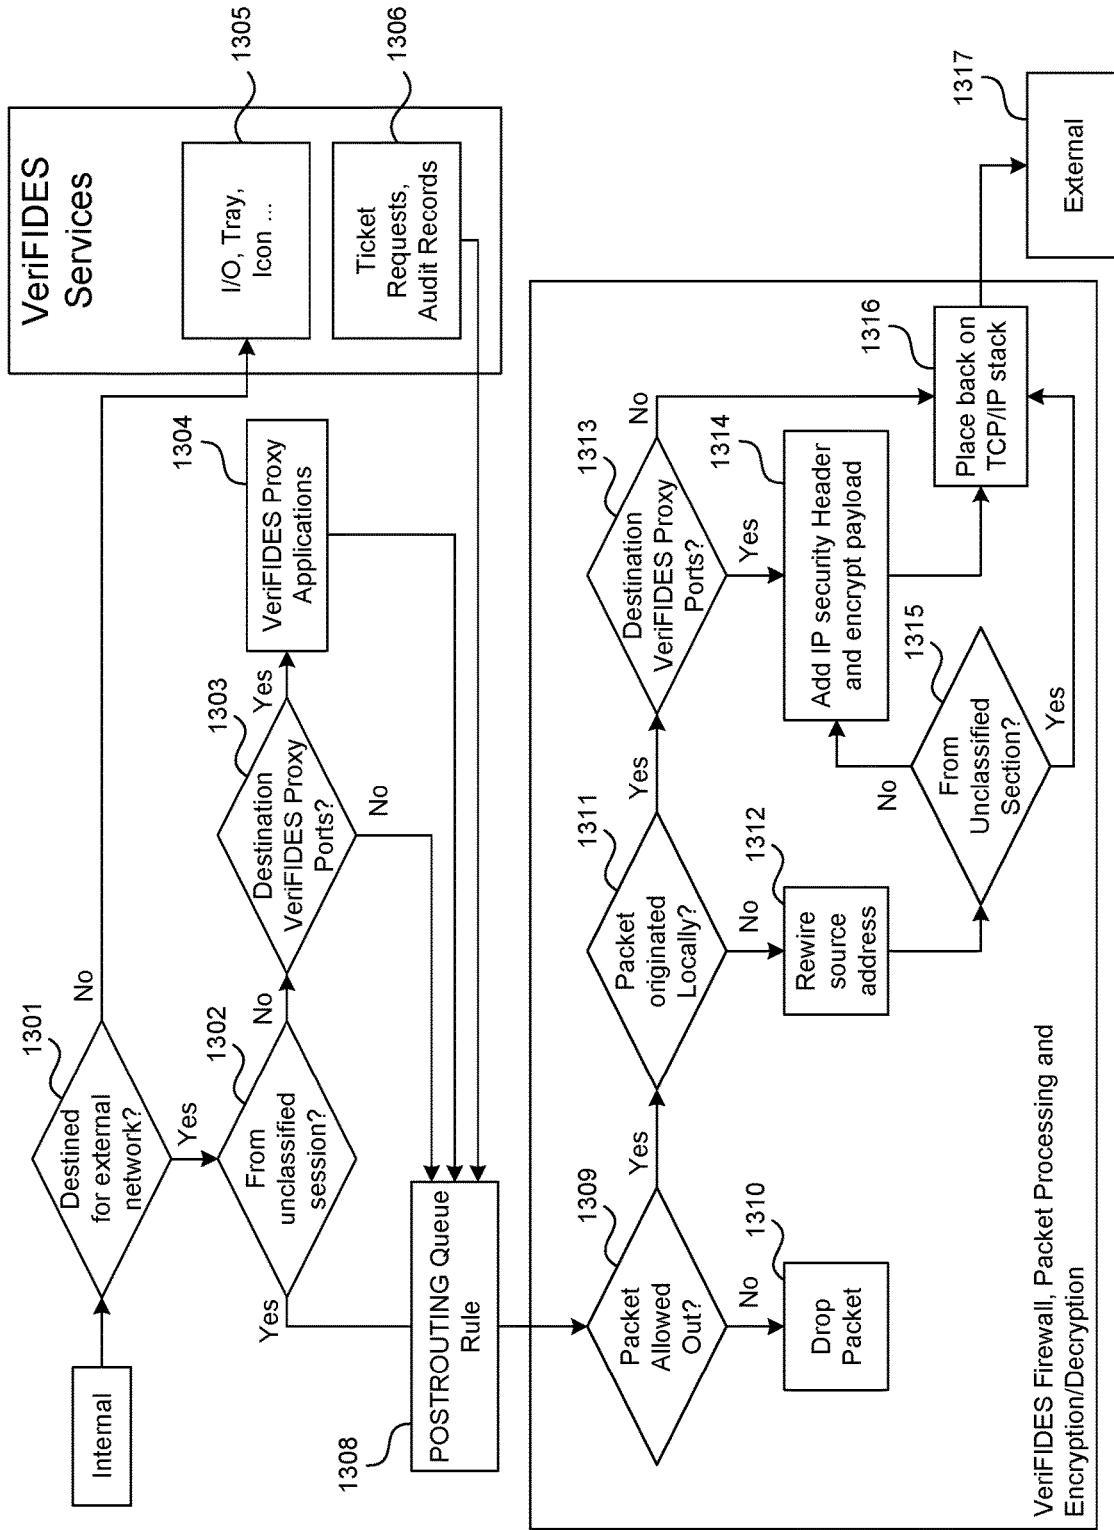 Internal
1301
Destined
for external
network?
No
Yes
1302
From
unclassified
session?
No
Yes
1303
Destination
VeriFIDES Proxy
Ports?
Yes
No
1304
VeriFIDES Proxy
Applications
VeriFIDES
Services
1305
I/O, Tray,
Icon ...
1306
Ticket
Requests,
Audit Records
1308
POSTROUTING Queue
Rule
1309
Packet
Allowed
Out?
Yes
No
1310
Drop
Packet
1311
Packet
originated
Locally?
Yes
No
1312
Rewire
source
address
1313
Destination
VeriFIDES Proxy
Ports?
No
Yes
1314
Add IP security Header
and encrypt payload
1315
From
Unclassified
Section?
No
Yes
1316
Place back on
TCP/IP stack
1317
External
VeriFIDES Firewall, Packet Processing and
Encryption/Decryption